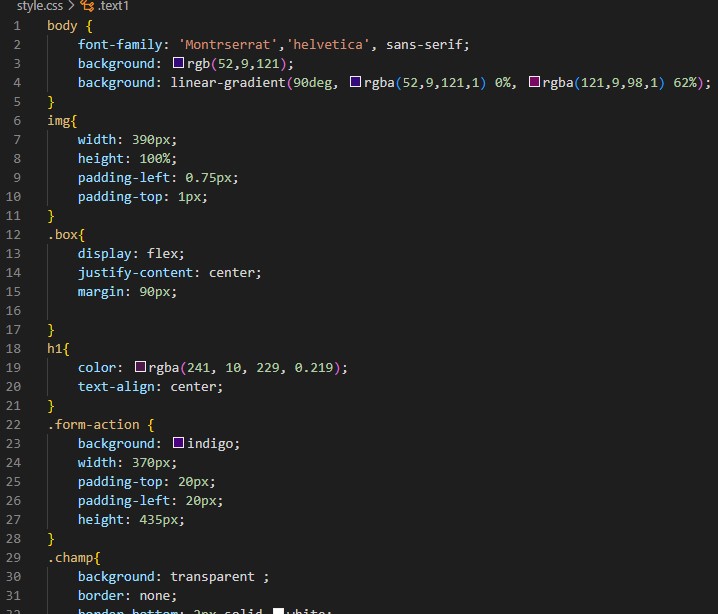 style.css > .text1
1 body {
2 font-family: 'Montrserrat','helvetica', sans-serif;
3 background: rgb(52,9,121);
4 background: linear-gradient(90deg, rgba(52,9,121,1) 0%, rgba(121,9,98,1) 62%);
5 }
6 img{
7 width: 390px;
8 height: 100%;
9 padding-left: 0.75px;
10 padding-top: 1px;
11 }
12 .box{
13 display: flex;
14 justify-content: center;
15 margin: 90px;
16
17 }
18 h1{
19 color: rgba(241, 10, 229, 0.219);
20 text-align: center;
21 }
22 .form-action {
23 background: indigo;
24 width: 370px;
25 padding-top: 20px;
26 padding-left: 20px;
27 height: 435px;
28 }
29 .champ{
30 background: transparent ;
31 border: none;
32 border-bottom: 2px solid white;